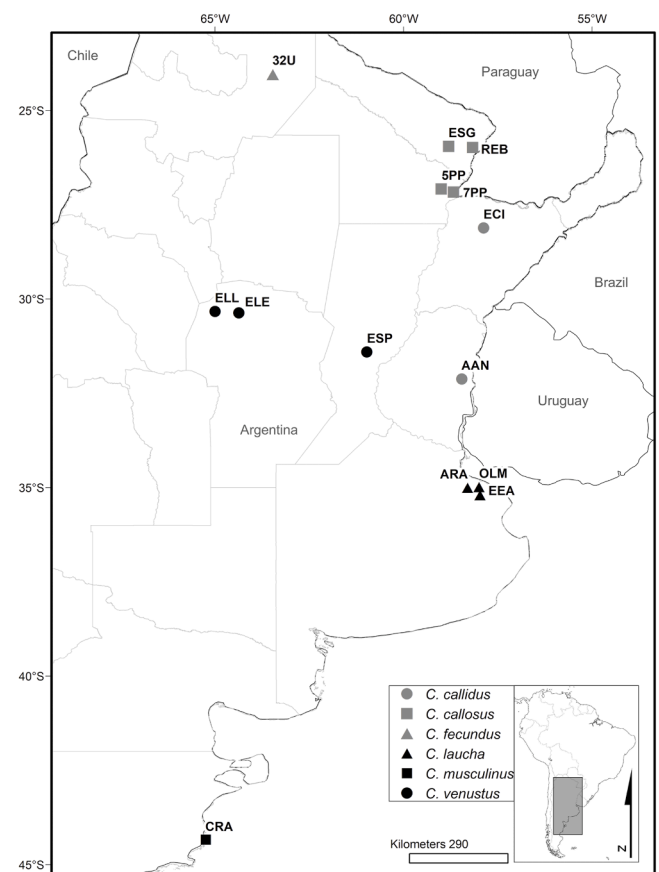 65°W 60°W 55°W
Chile
32U
Paraguay
25°S
ESG
REB
5PP
7PP
ECI
Brazil
30°S
ELL
ELE
ESP
AAN
Uruguay
Argentina
ARA
OLM
35°S
EEA
40°S
C. callidus
C. callosus
C. fecundus
C. laucha
C. musculinus
C. venustus
CRA
Kilometers 290
N
45°S